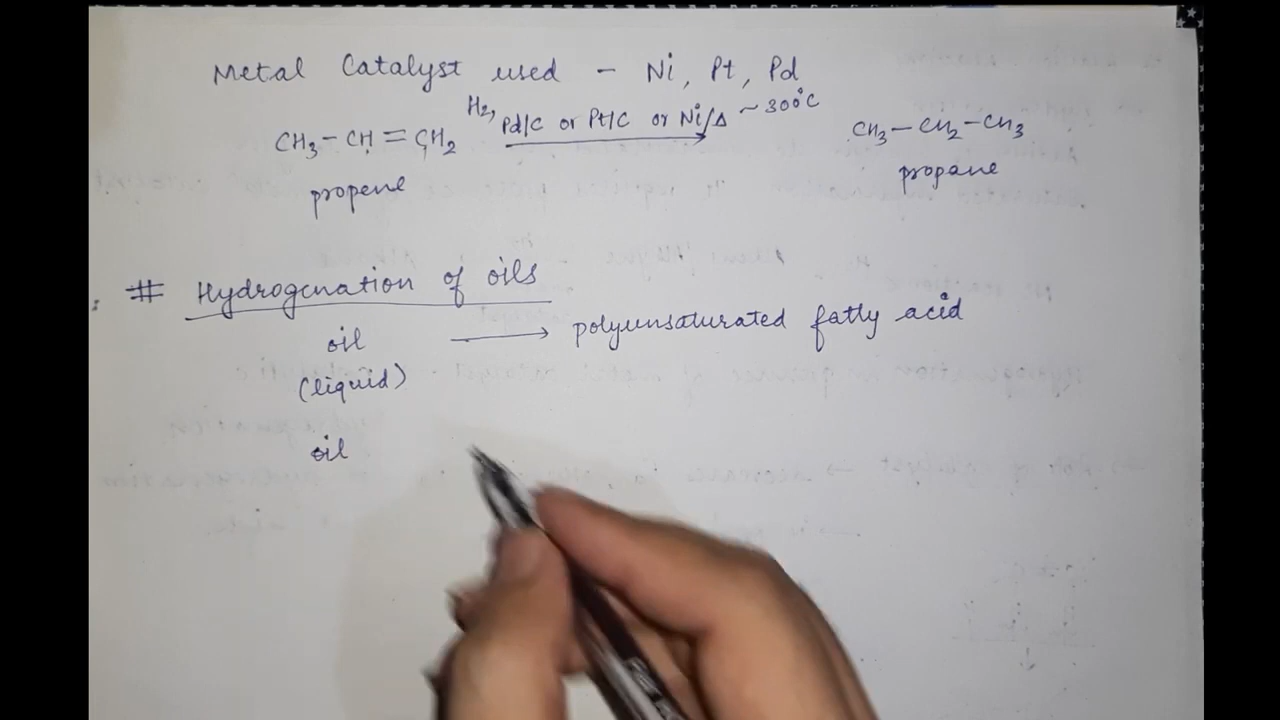 Metal Catalyst used - Ni, Pt, Pd
H₂, Pd/C or Pt/C or Ni/Δ ~300°C
CH₃-CH=CH₂ → CH₃-CH₂-CH₃
propene propane
# Hydrogenation of oils
oil → polyunsaturated fatty acid
(liquid)
oil